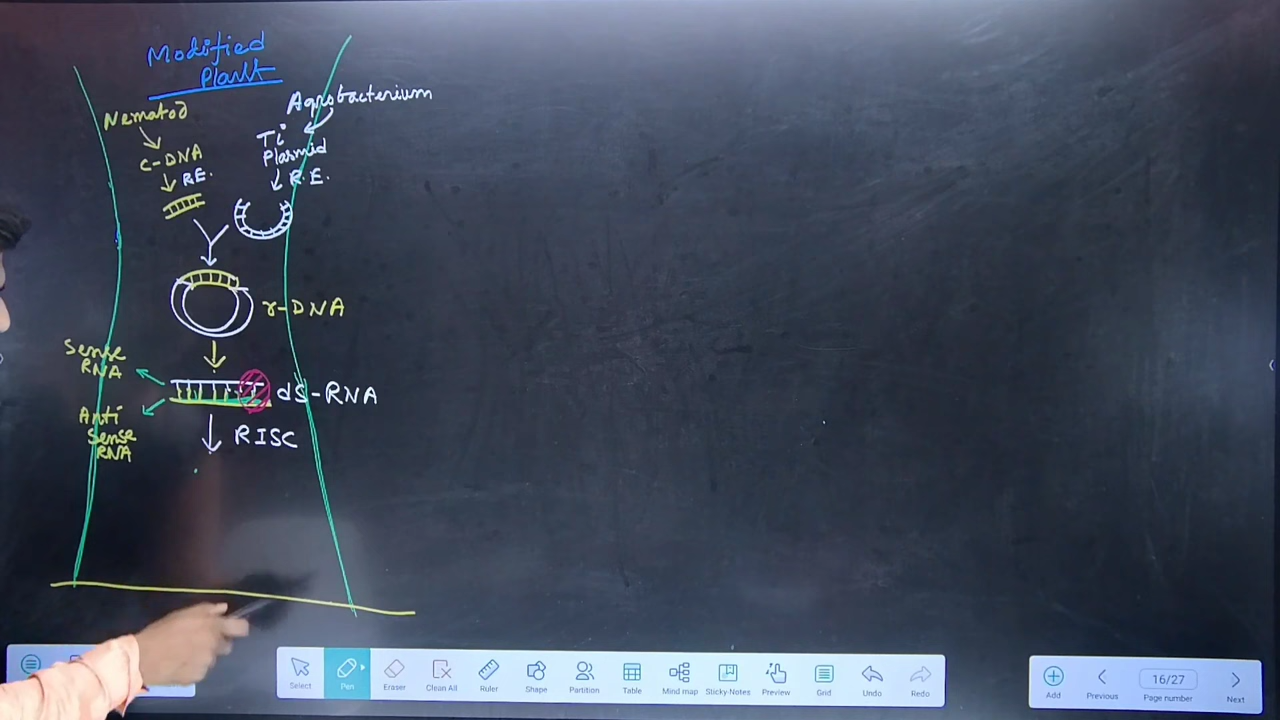 Modified
Plant
Agrobacterium
Nematod
Ti
Plasmid
C-DNA
R.E.
R.E.
r-DNA
Sense
RNA
dS-RNA
Anti
Sense
RNA
RISC
Select
Pen
Eraser
Clean All
Ruler
Shape
Partition
Table
Mind map
Sticky-Notes
Preview
Grid
Undo
Redo
Add
Previous
16/27
Page number
Next